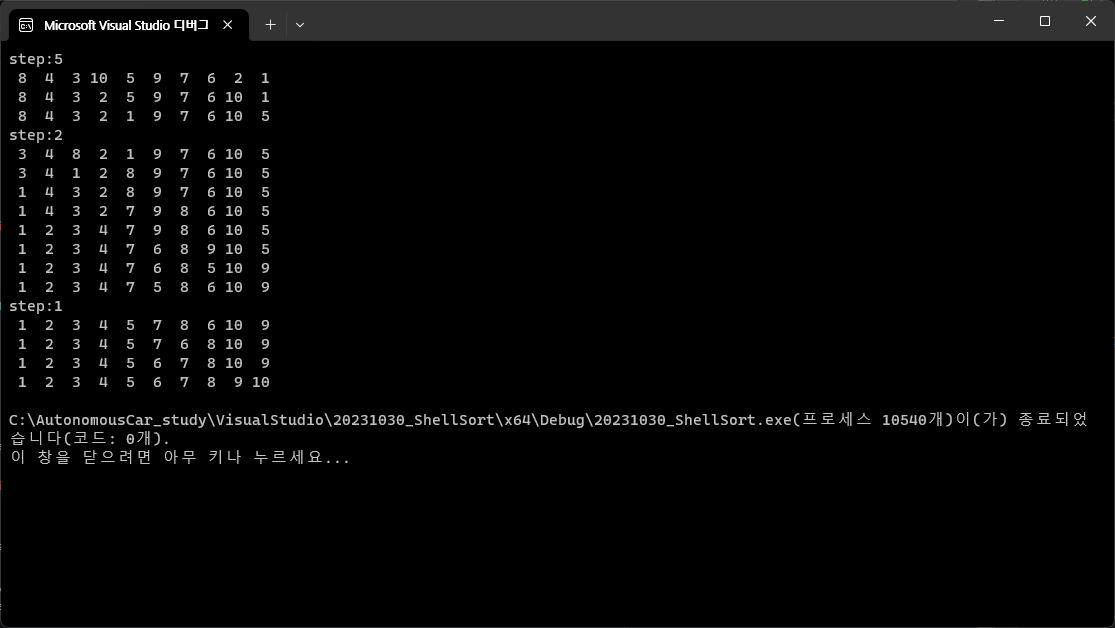 Microsoft Visual Studio 디버그
step:5
8 4 3 10 5 9 7 6 2 1
8 4 3 2 5 9 7 6 10 1
8 4 3 2 1 9 7 6 10 5
step:2
3 4 8 2 1 9 7 6 10 5
3 4 1 2 8 9 7 6 10 5
1 4 3 2 8 9 7 6 10 5
1 4 3 2 7 9 8 6 10 5
1 2 3 4 7 9 8 6 10 5
1 2 3 4 7 6 8 9 10 5
1 2 3 4 7 6 8 5 10 9
1 2 3 4 7 5 8 6 10 9
step:1
1 2 3 4 5 7 8 6 10 9
1 2 3 4 5 7 6 8 10 9
1 2 3 4 5 6 7 8 10 9
1 2 3 4 5 6 7 8 9 10
C:\AutonomousCar_study\VisualStudio\20231030_ShellSort\x64\Debug\20231030_ShellSort.exe(프로세스 10540개)이(가) 종료되었
습니다(코드: 0개).
이 창을 닫으려면 아무 키나 누르세요...